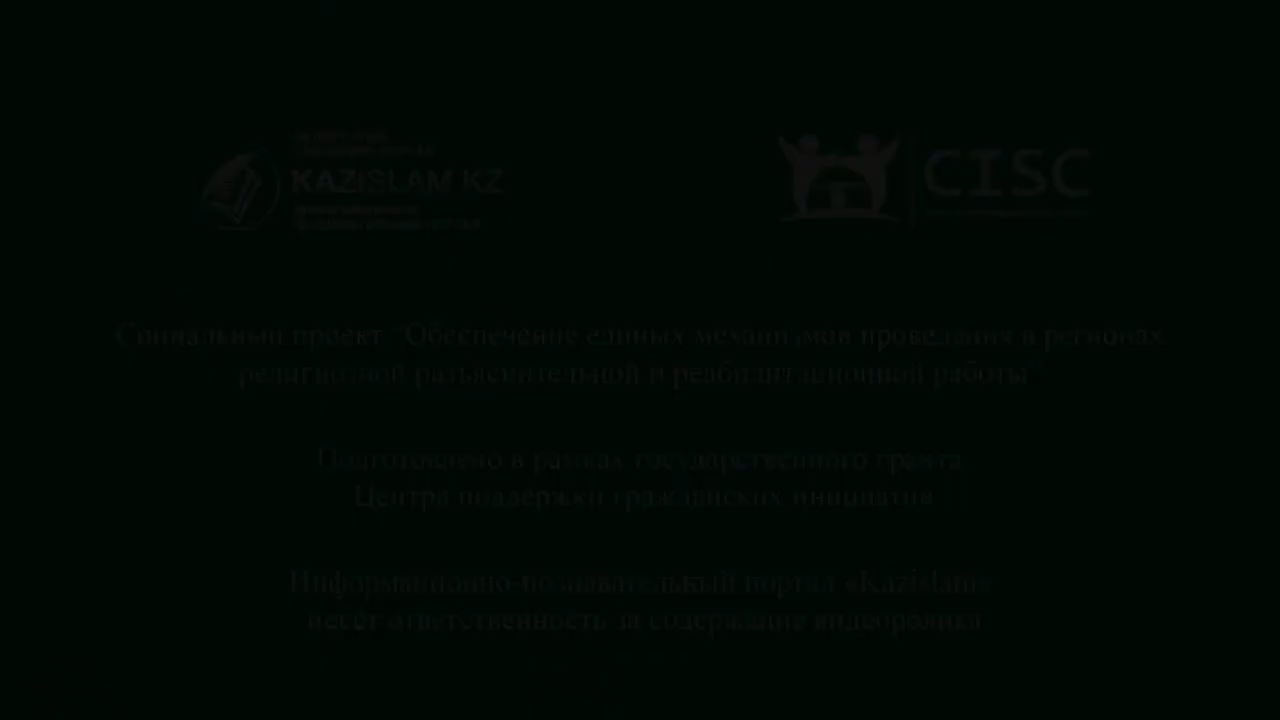 KAZISLAM.KZ
CISC
Социальный проект "Обеспечение единых механизмов проведения в регионах
религиозной разъяснительной и реабилитационной работы"
Подготовлено в рамках государственного гранта
Центра поддержки гражданских инициатив
Информационно-познавательный портал «Kazislam»
несёт ответственность за содержание видеоролика